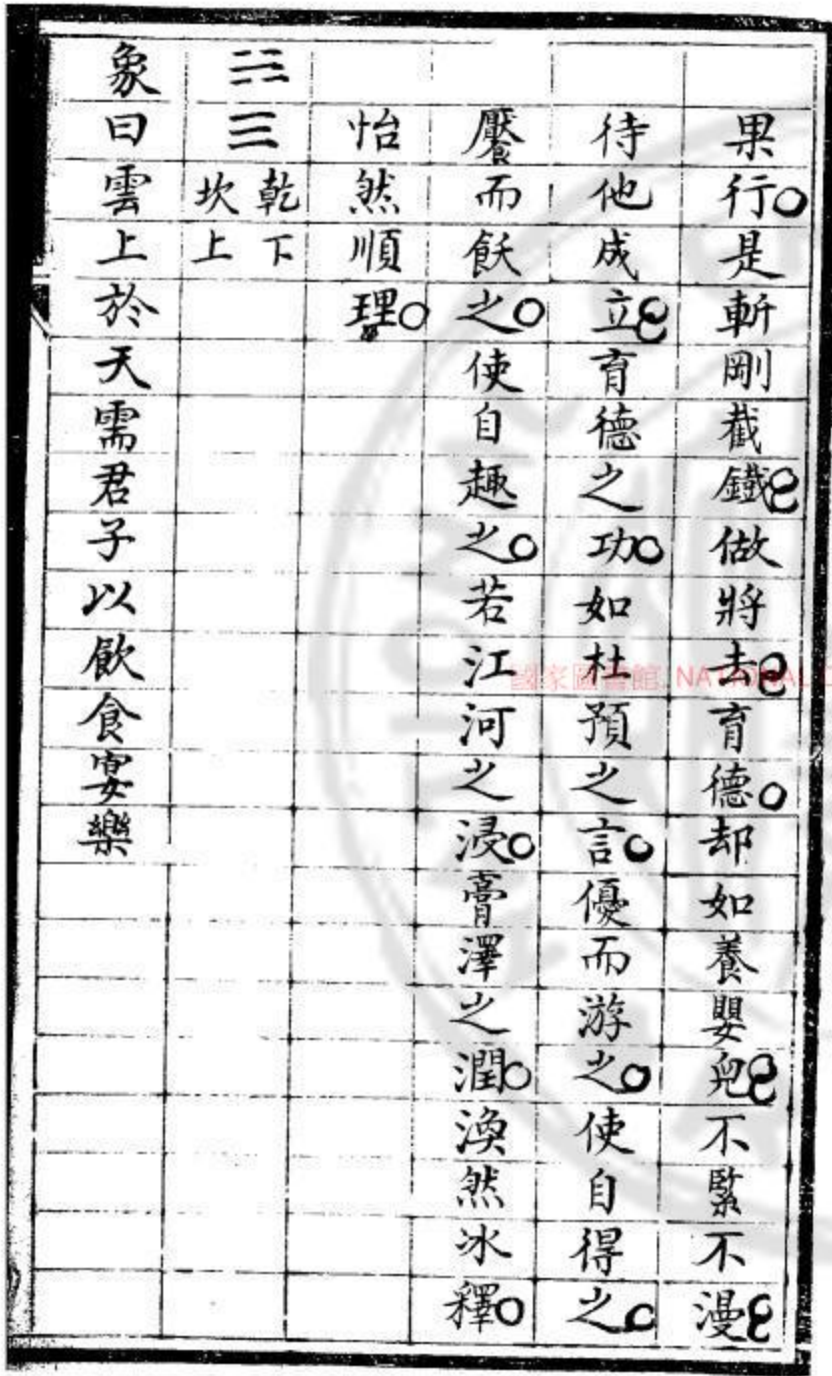 果行是斬剛截鐵做將去育德却如養嬰兒不緊不漫
待他成立育德之功如杜預之言優而游之使自得之
饜而飫之使自趣之若江河之浸膏澤之潤渙然冰釋
怡然順理
☵☰乾下
坎上
象曰雲上於天需君子以飲食宴樂
國家圖書館 NATIONAL C